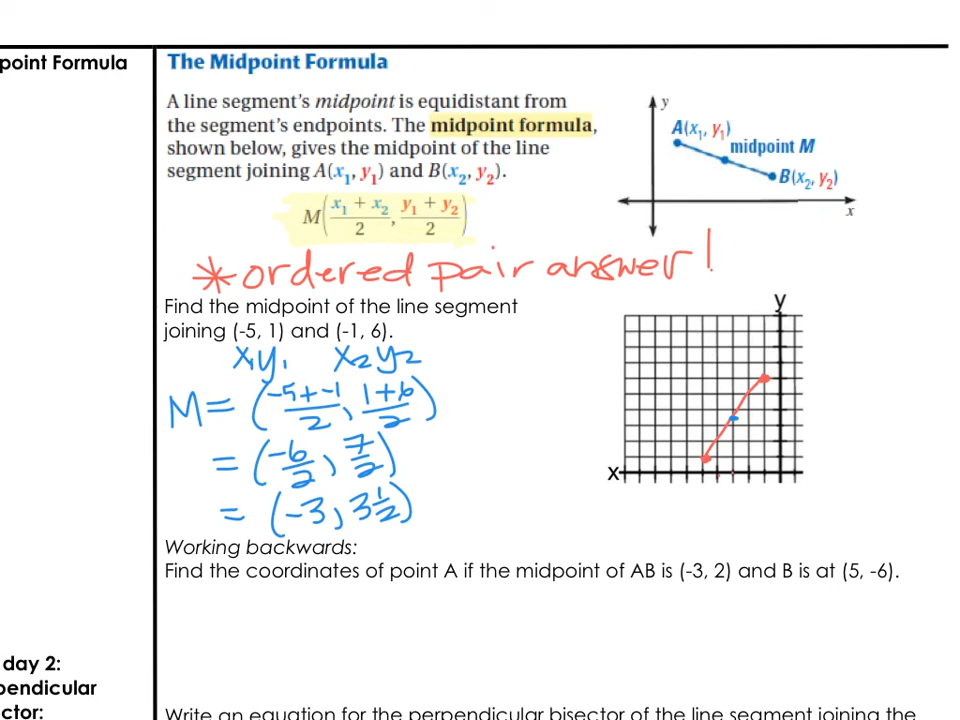 point Formula
The Midpoint Formula
A line segment's midpoint is equidistant from
the segment's endpoints. The midpoint formula,
shown below, gives the midpoint of the line
segment joining A(x₁, y₁) and B(x₂, y₂).
M((x₁ + x₂)/2, (y₁ + y₂)/2)
y
A(x₁, y₁)
midpoint M
B(x₂, y₂)
x
*ordered pair answer!
Find the midpoint of the line segment
joining (-5, 1) and (-1, 6).
x₁y₁ x₂y₂
M = ((-5+-1)/2, (1+6)/2)
= (-6/2, 7/2)
= (-3, 3 1/2)
y
x
Working backwards:
Find the coordinates of point A if the midpoint of AB is (-3, 2) and B is at (5, -6).
day 2:
pendicular
ctor:
Write an equation for the perpendicular bisector of the line segment joining the